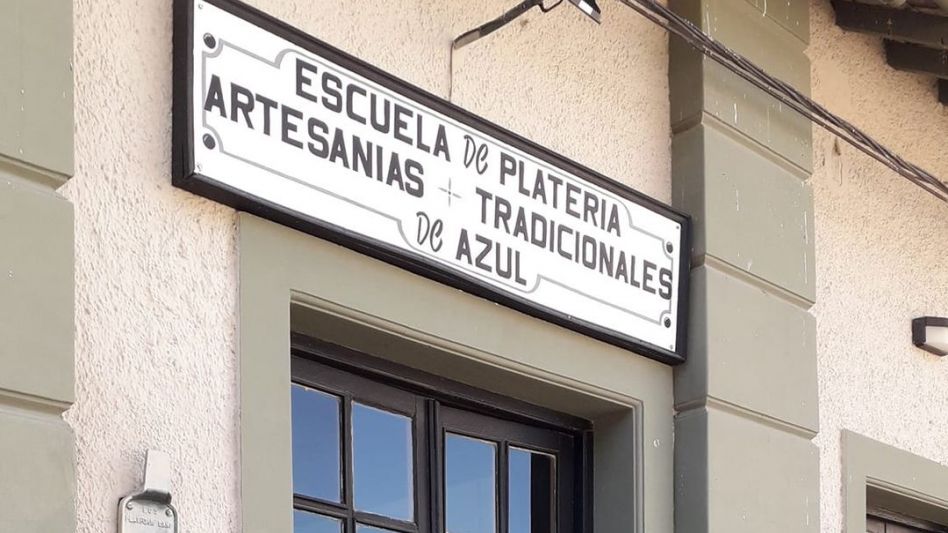 ESCUELA de PLATERIA
ARTESANIAS + TRADICIONALES
de AZUL